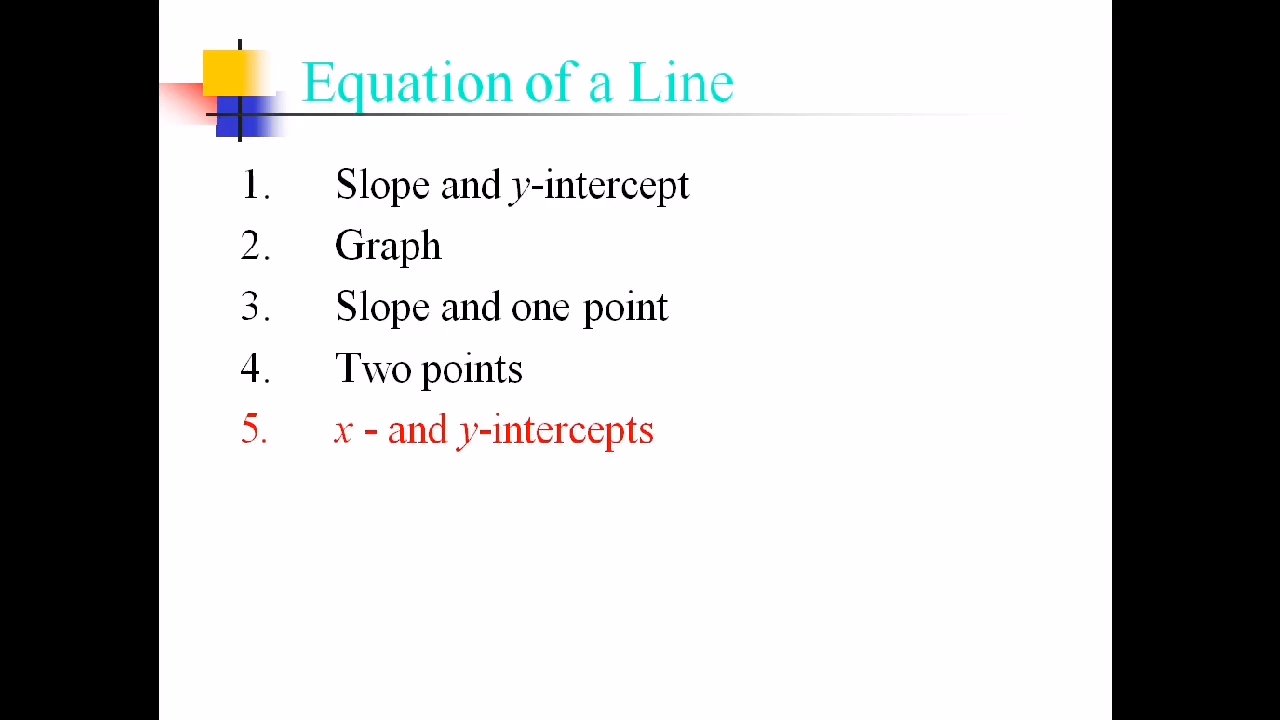 Equation of a Line
1. Slope and y-intercept
2. Graph
3. Slope and one point
4. Two points
5. x - and y-intercepts